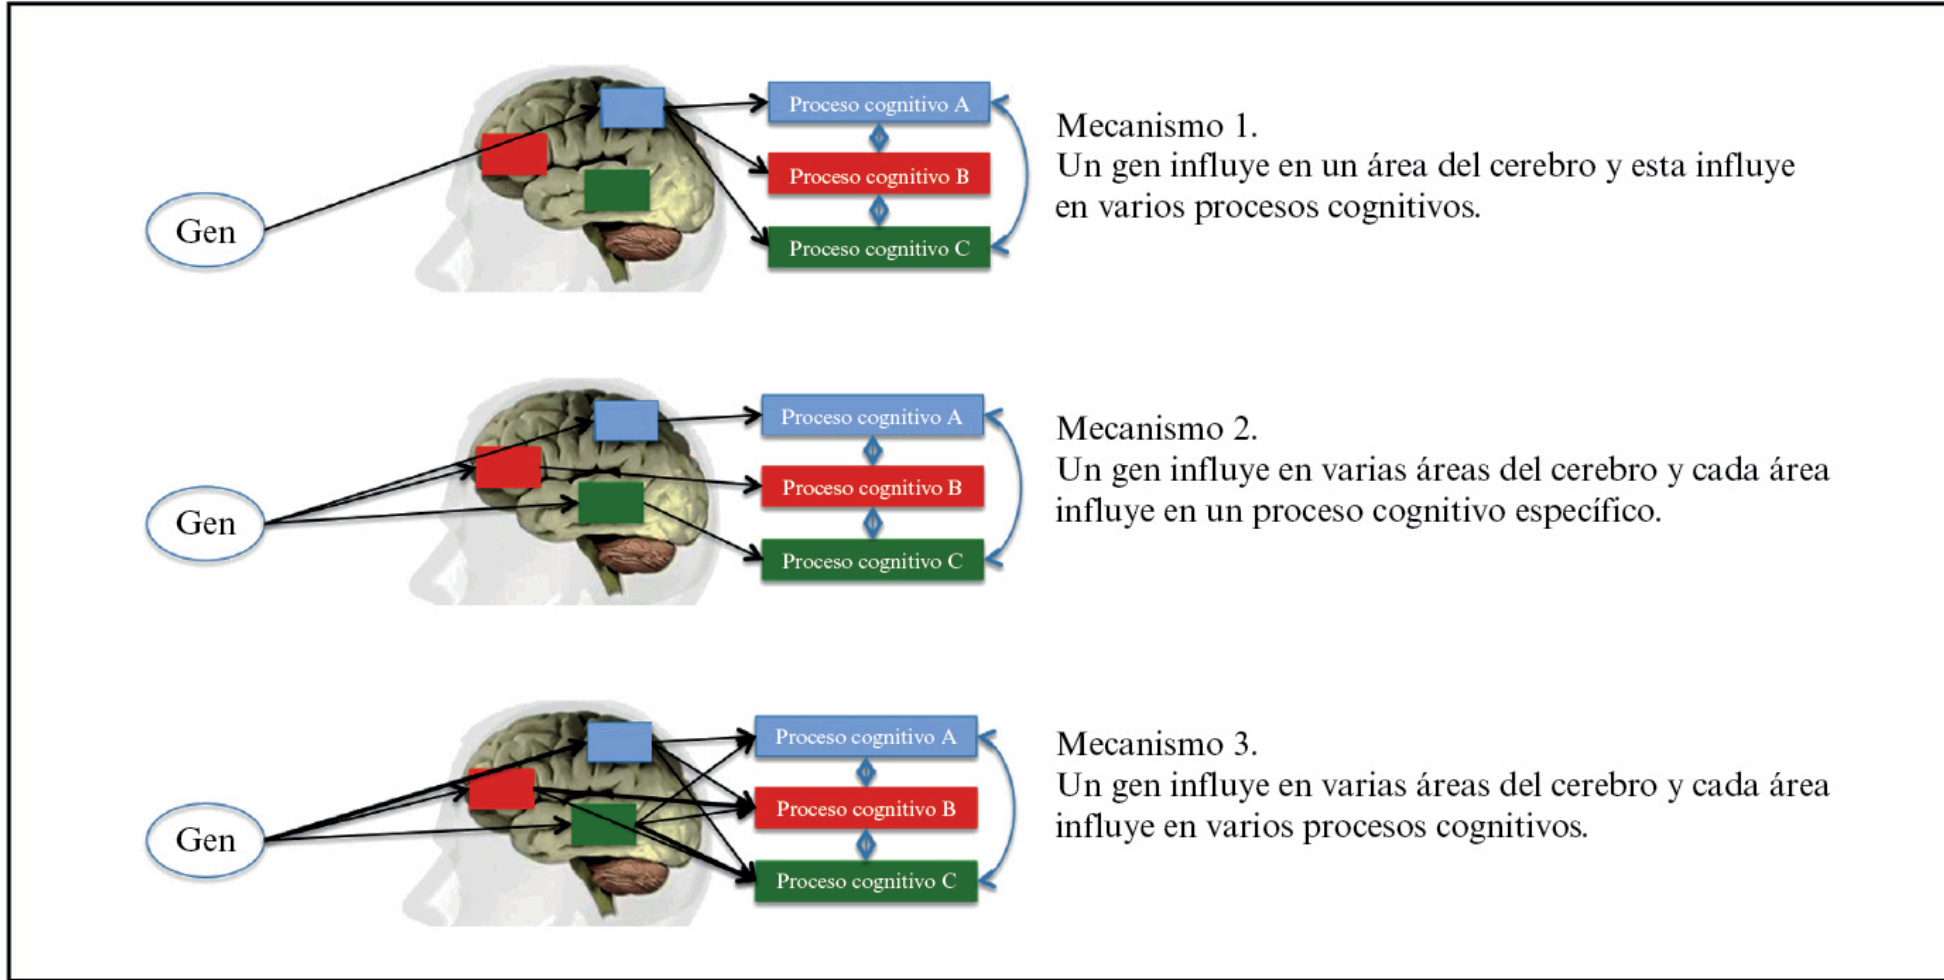 Gen
Proceso cognitivo A
Proceso cognitivo B
Proceso cognitivo C
Mecanismo 1.
Un gen influye en un área del cerebro y esta influye
en varios procesos cognitivos.
Gen
Proceso cognitivo A
Proceso cognitivo B
Proceso cognitivo C
Mecanismo 2.
Un gen influye en varias áreas del cerebro y cada área
influye en un proceso cognitivo específico.
Gen
Proceso cognitivo A
Proceso cognitivo B
Proceso cognitivo C
Mecanismo 3.
Un gen influye en varias áreas del cerebro y cada área
influye en varios procesos cognitivos.